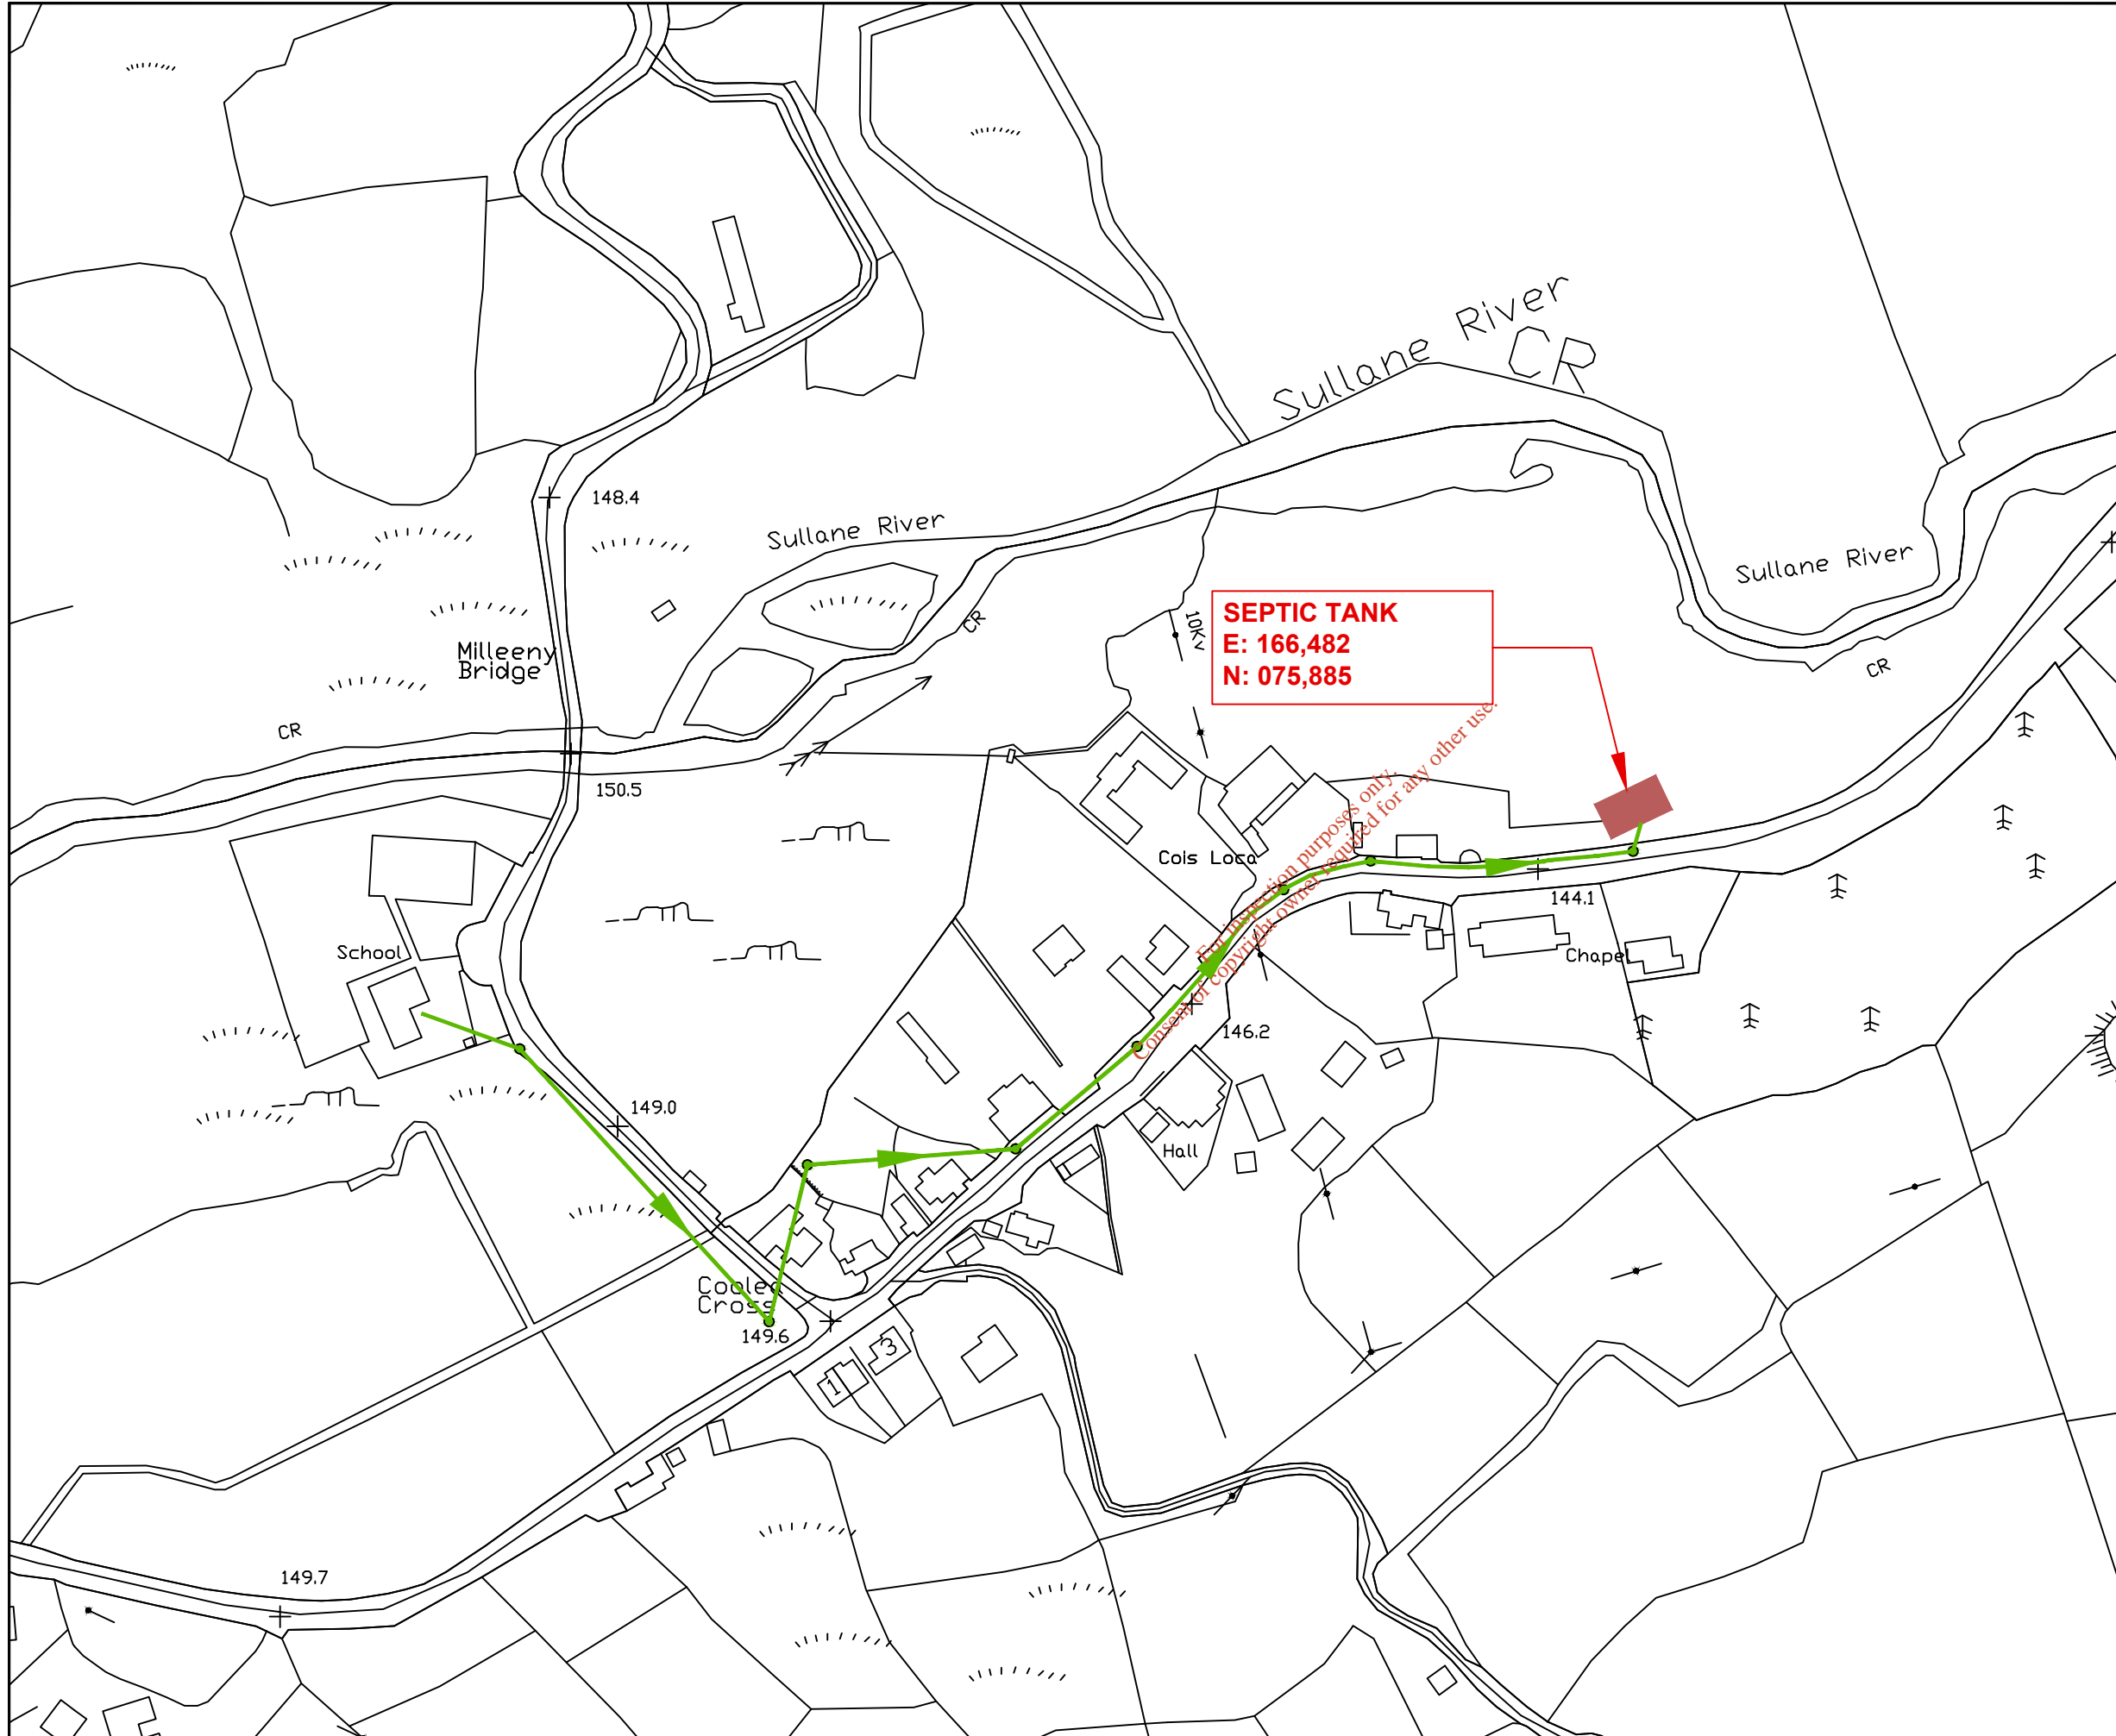 Sullane River
CR
148.4
Sullane River
Sullane River
CR
10Kv
SEPTIC TANK
E: 166,482
N: 075,885
Milleeny
Bridge
CR
CR
150.5
For inspection purposes only.
Consent of copyright owner required for any other use.
Cois Loca
144.1
School
Chapel
146.2
149.0
Hall
Coolea
Cross
149.6
3
1
149.7